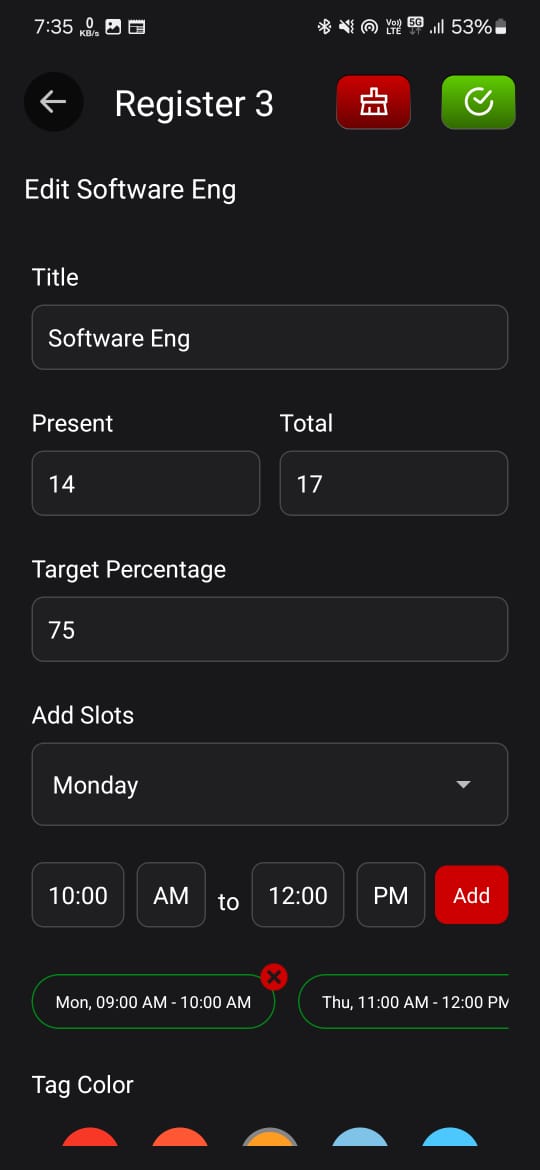 7:35 0 KB/s Vo)) LTE 5G 53%
Register 3
Edit Software Eng
Title
Software Eng
Present Total
14 17
Target Percentage
75
Add Slots
Monday
10:00 AM to 12:00 PM Add
Mon, 09:00 AM - 10:00 AM Thu, 11:00 AM - 12:00 PM
Tag Color